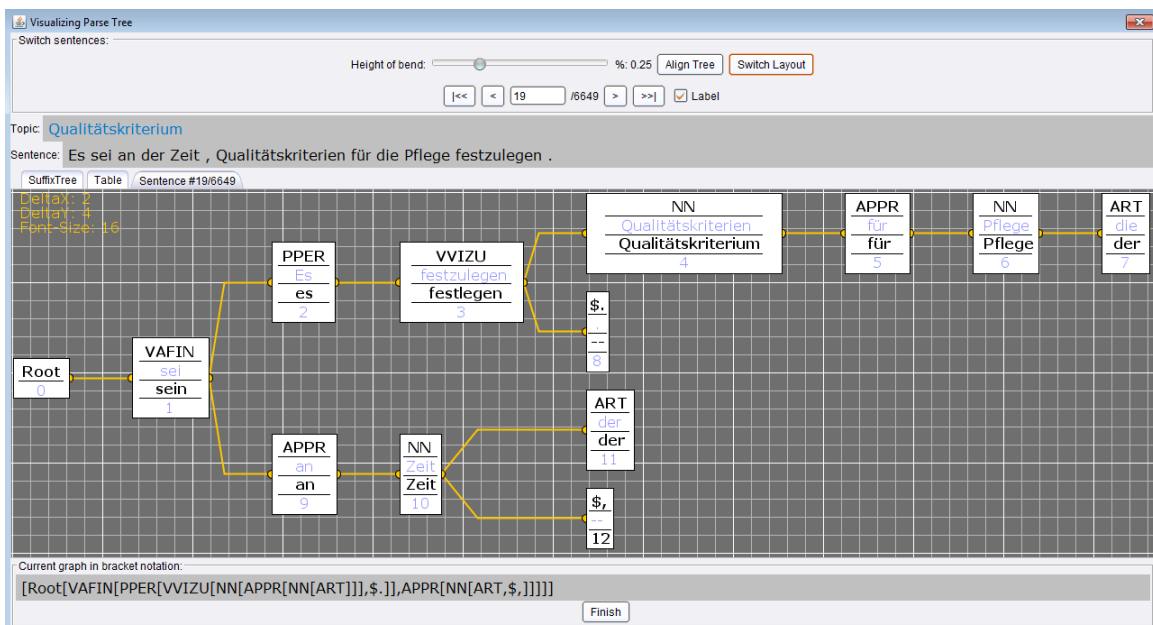 Visualizing Parse Tree
Switch sentences:
Height of bend: %: 0.25 Align Tree Switch Layout
|<< < 19 /6649 > >>| Label
Topic: Qualitätskriterium
Sentence: Es sei an der Zeit , Qualitätskriterien für die Pflege festzulegen .
SuffixTree Table Sentence #19/6649
DeltaX: 2
DeltaY: 4
Font-Size: 16
Root
0
VAFIN
sei
sein
1
PPER
Es
es
2
VVIZU
festzulegen
festlegen
3
NN
Qualitätskriterien
Qualitätskriterium
4
APPR
für
für
5
NN
Pflege
Pflege
6
ART
die
der
7
$.
.
--
8
APPR
an
an
9
NN
Zeit
Zeit
10
ART
der
der
11
$,
--
12
Current graph in bracket notation:
[Root[VAFIN[PPER[VVIZU[NN[APPR[NN[ART]]],$.]],APPR[NN[ART,$,]]]]]
Finish